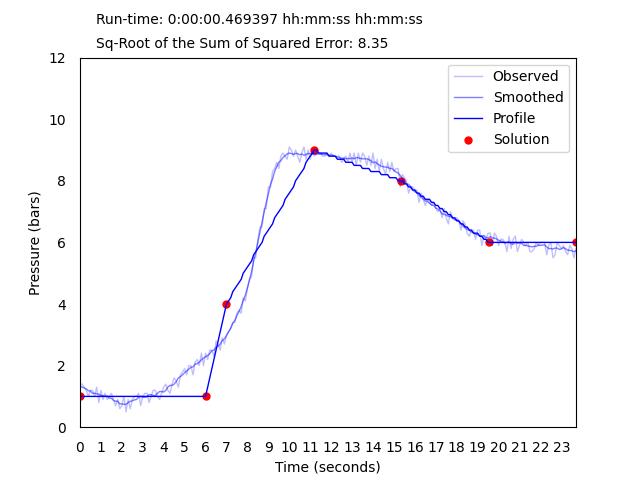 Run-time: 0:00:00.469397 hh:mm:ss hh:mm:ss
Sq-Root of the Sum of Squared Error: 8.35
Observed
Smoothed
Profile
Solution
12
10
8
6
4
2
0
Pressure (bars)
0 1 2 3 4 5 6 7 8 9 10 11 12 13 14 15 16 17 18 19 20 21 22 23
Time (seconds)